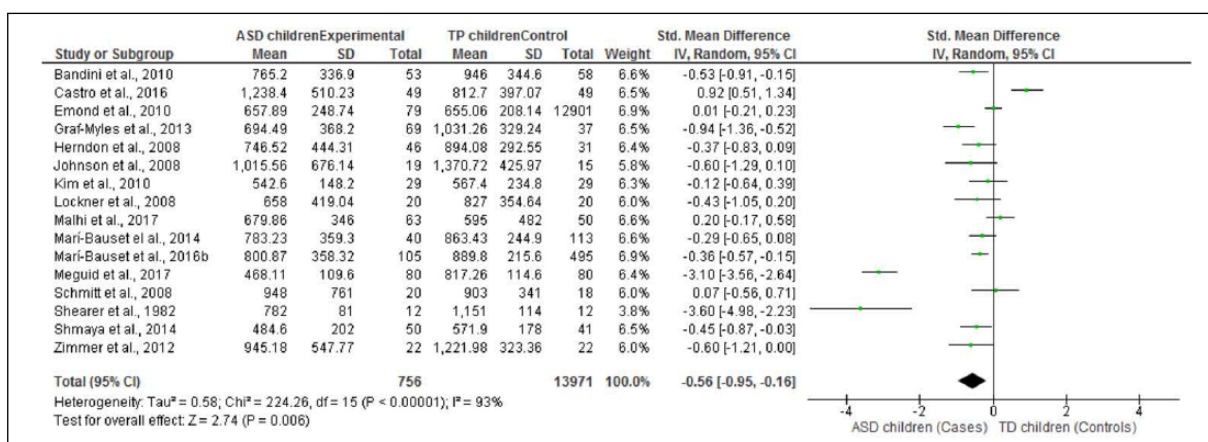 ASD childrenExperimental TP childrenControl Std. Mean Difference Std. Mean Difference
Study or Subgroup Mean SD Total Mean SD Total Weight IV, Random, 95% CI IV, Random, 95% CI
Bandini et al., 2010 765.2 336.9 53 946 344.6 58 6.6% -0.53 [-0.91, -0.15]
Castro et al., 2016 1,238.4 510.23 49 812.7 397.07 49 6.5% 0.92 [0.51, 1.34]
Emond et al., 2010 657.89 248.74 79 655.06 208.14 12901 6.9% 0.01 [-0.21, 0.23]
Graf-Myles et al., 2013 694.49 368.2 69 1,031.26 329.24 37 6.5% -0.94 [-1.36, -0.52]
Herndon et al., 2008 746.52 444.31 46 894.08 292.55 31 6.4% -0.37 [-0.83, 0.09]
Johnson et al., 2008 1,015.56 676.14 19 1,370.72 425.97 15 5.8% -0.60 [-1.29, 0.10]
Kim et al., 2010 542.6 148.2 29 567.4 234.8 29 6.3% -0.12 [-0.64, 0.39]
Lockner et al., 2008 658 419.04 20 827 354.64 20 6.0% -0.43 [-1.05, 0.20]
Malhi et al., 2017 679.86 346 63 595 482 50 6.6% 0.20 [-0.17, 0.58]
Marí-Bauset el al., 2014 783.23 359.3 40 863.43 244.9 113 6.6% -0.29 [-0.65, 0.08]
Marí-Bauset et al., 2016b 800.87 358.32 105 889.8 215.6 495 6.9% -0.36 [-0.57, -0.15]
Meguid et al., 2017 468.11 109.6 80 817.26 114.6 80 6.4% -3.10 [-3.56, -2.64]
Schmitt et al., 2008 948 761 20 903 341 18 6.0% 0.07 [-0.56, 0.71]
Shearer et al., 1982 782 81 12 1,151 114 12 3.8% -3.60 [-4.98, -2.23]
Shmaya et al., 2014 484.6 202 50 571.9 178 41 6.5% -0.45 [-0.87, -0.03]
Zimmer et al., 2012 945.18 547.77 22 1,221.98 323.36 22 6.0% -0.60 [-1.21, 0.00]
Total (95% CI) 756 13971 100.0% -0.56 [-0.95, -0.16]
Heterogeneity: Tau² = 0.58; Chi² = 224.26, df = 15 (P < 0.00001); I² = 93%
Test for overall effect: Z = 2.74 (P = 0.006)
-4 -2 0 2 4
ASD children (Cases) TD children (Controls)